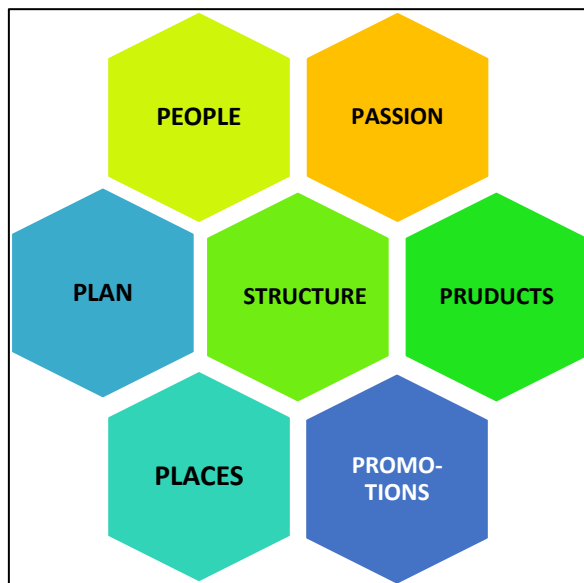 PEOPLE
PASSION
PLAN
STRUCTURE
PRUDUCTS
PLACES
PROMO-
TIONS